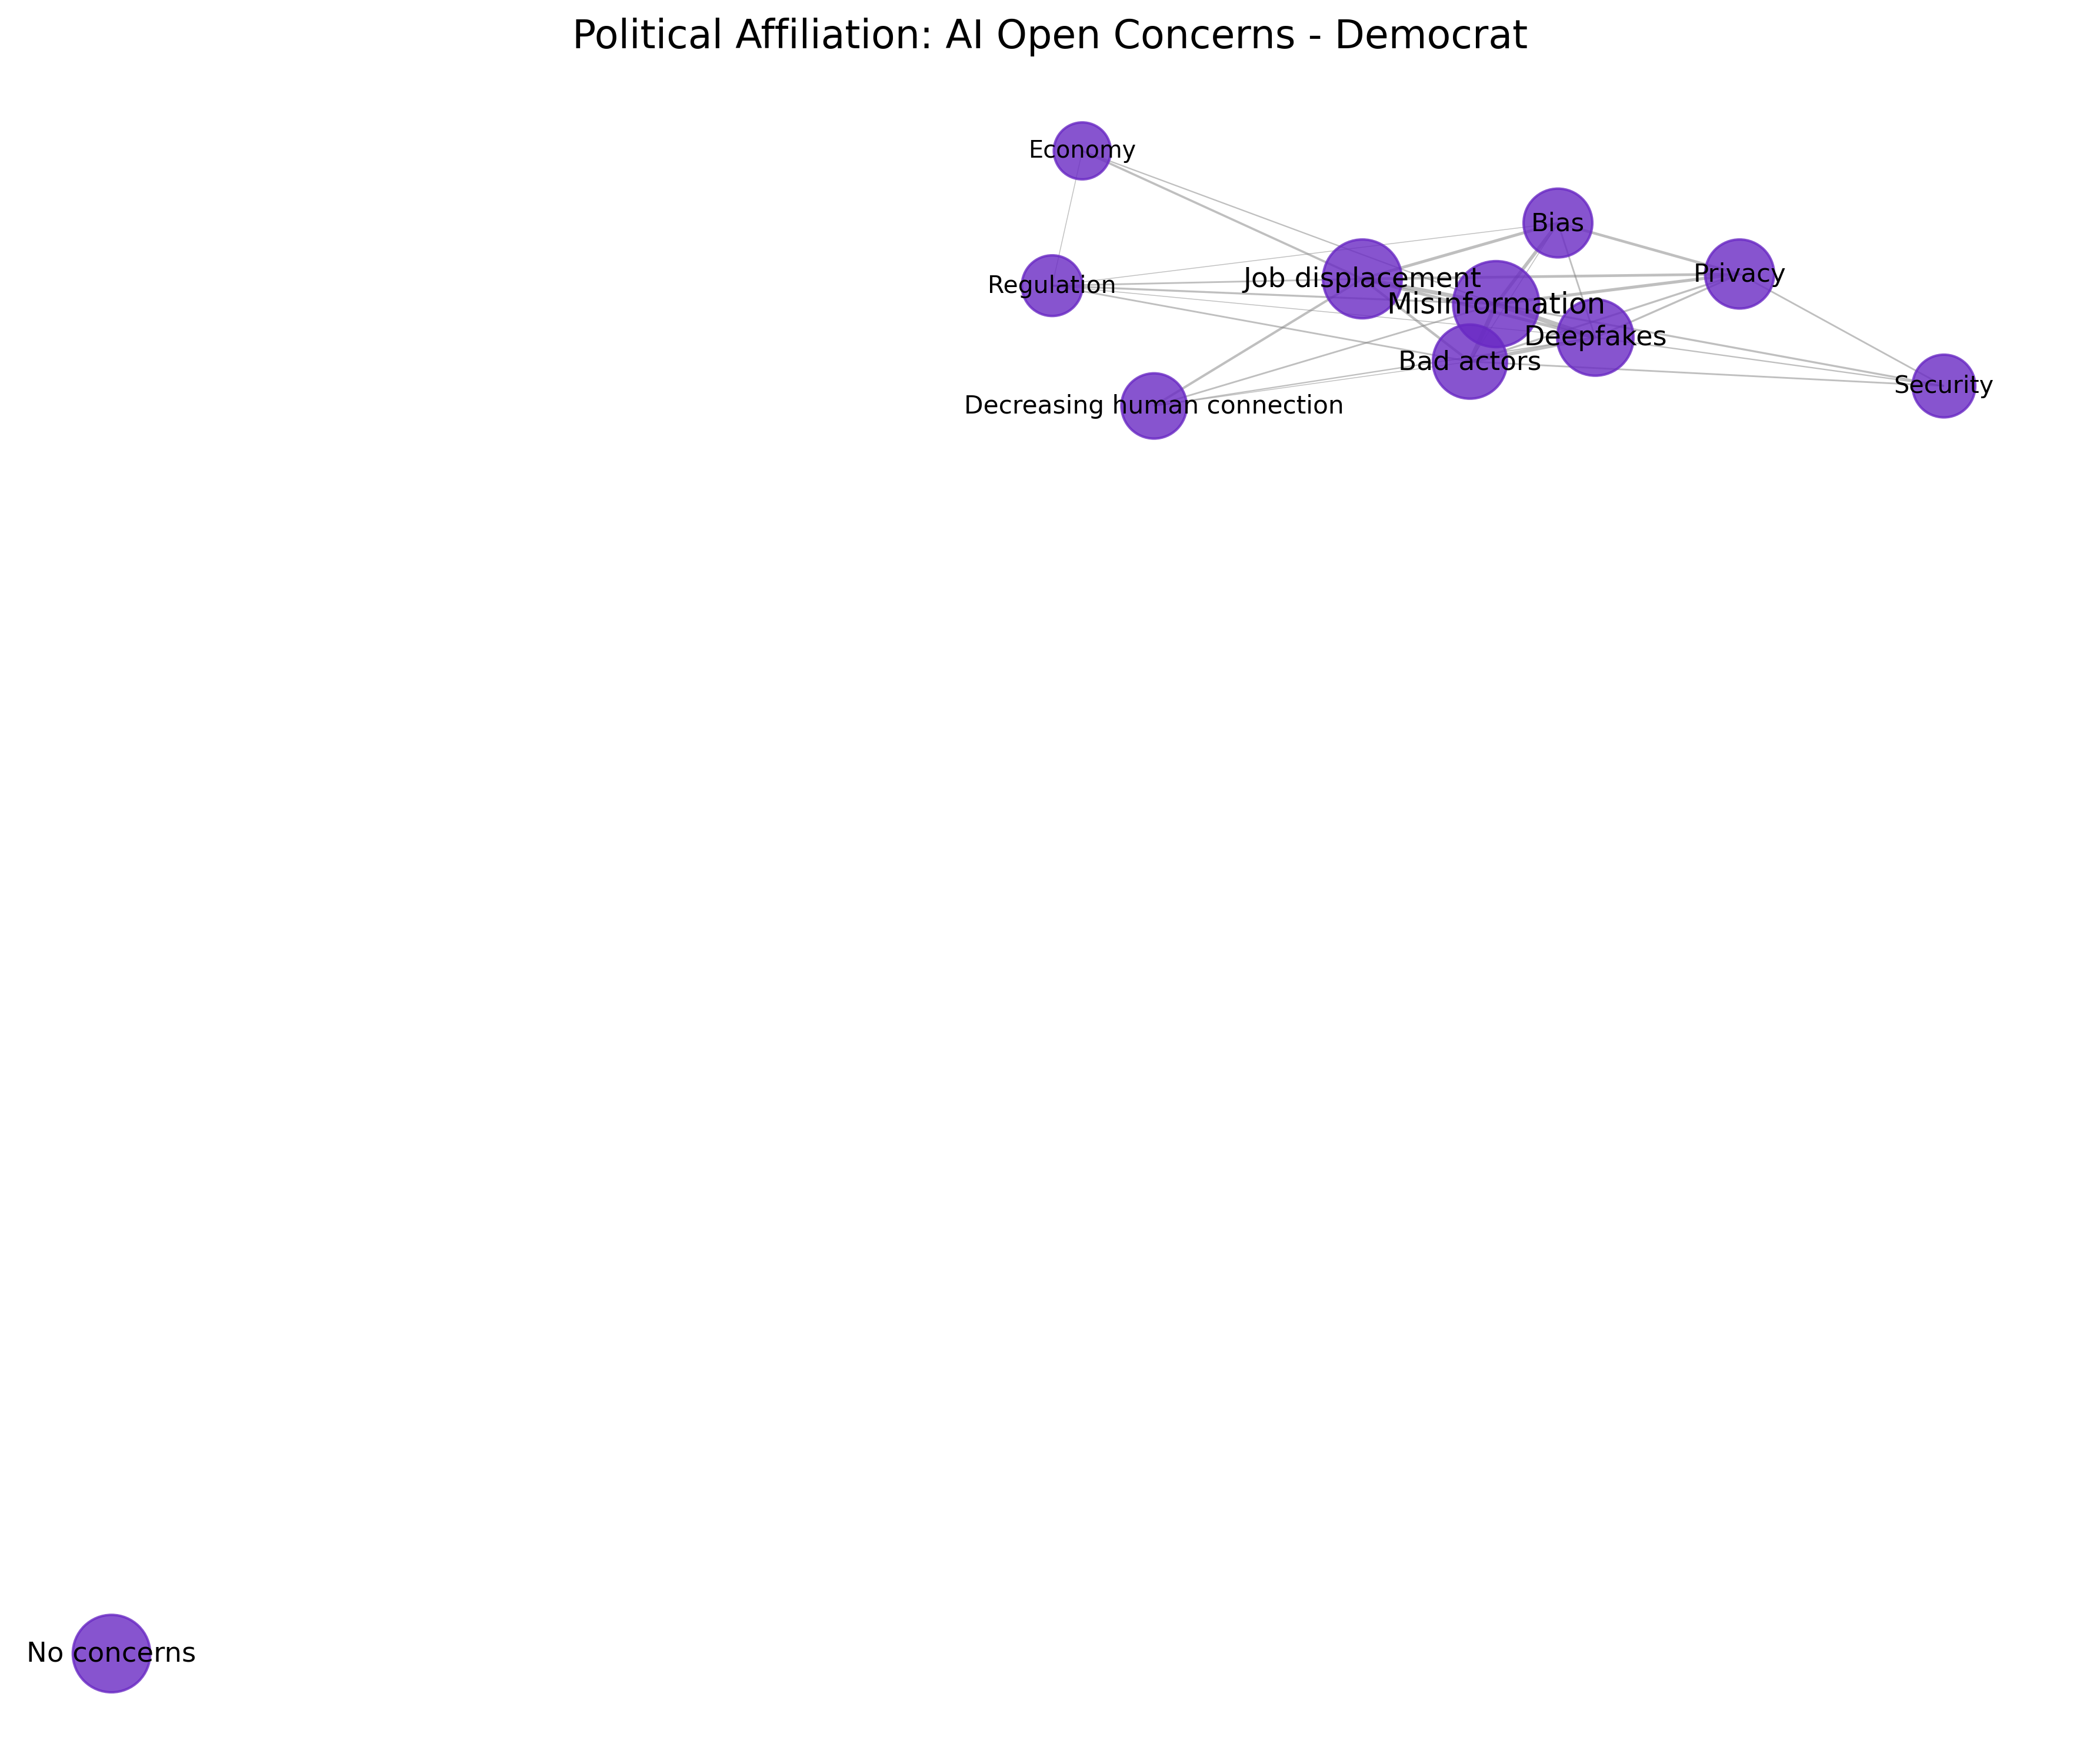 Political Affiliation: AI Open Concerns - Democrat
Economy
Bias
Privacy
Job displacement
Regulation
Misinformation
Deepfakes
Bad actors
Security
Decreasing human connection
No concerns